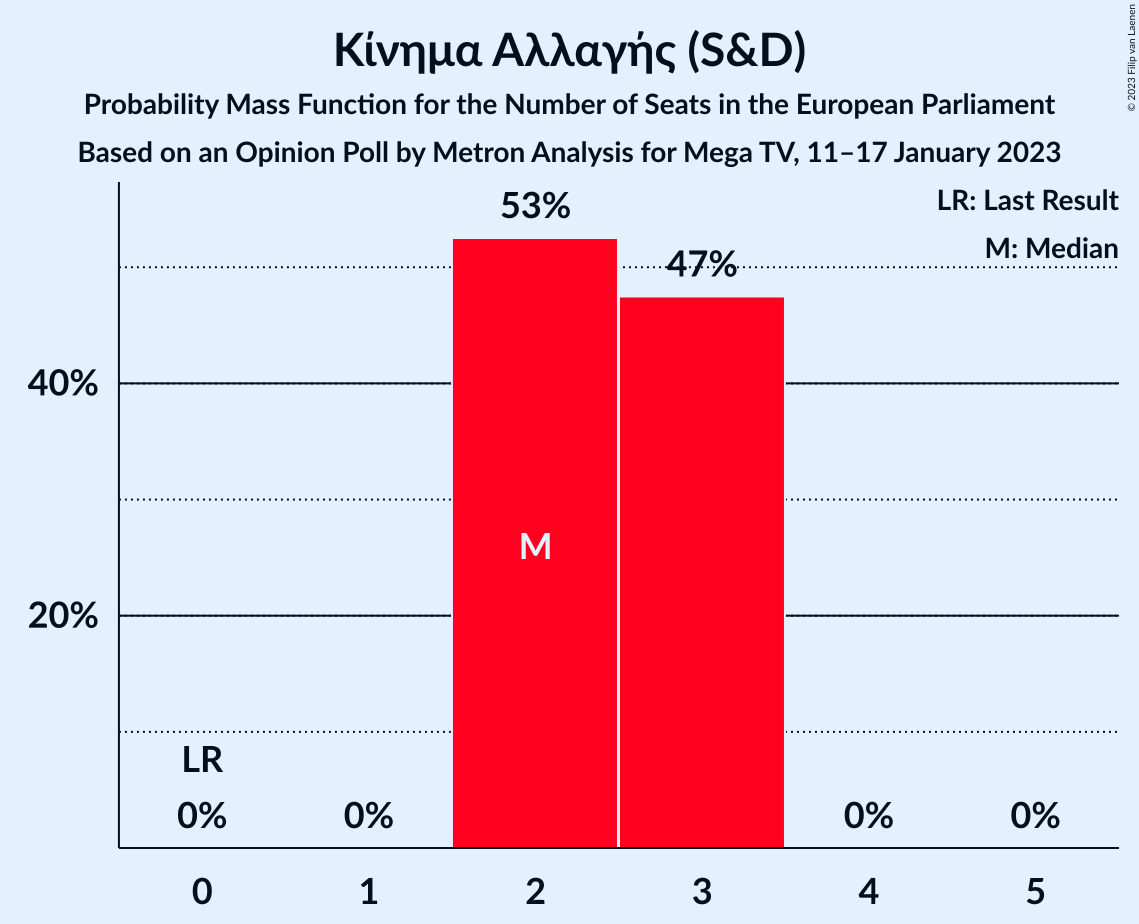 Κίνημα Αλλαγής (S&D)
Probability Mass Function for the Number of Seats in the European Parliament
Based on an Opinion Poll by Metron Analysis for Mega TV, 11–17 January 2023
© 2023 Filip van Laenen
LR: Last Result
M: Median
53%
47%
40%
20%
M
LR
0%
0%
0%
0%
0
1
2
3
4
5